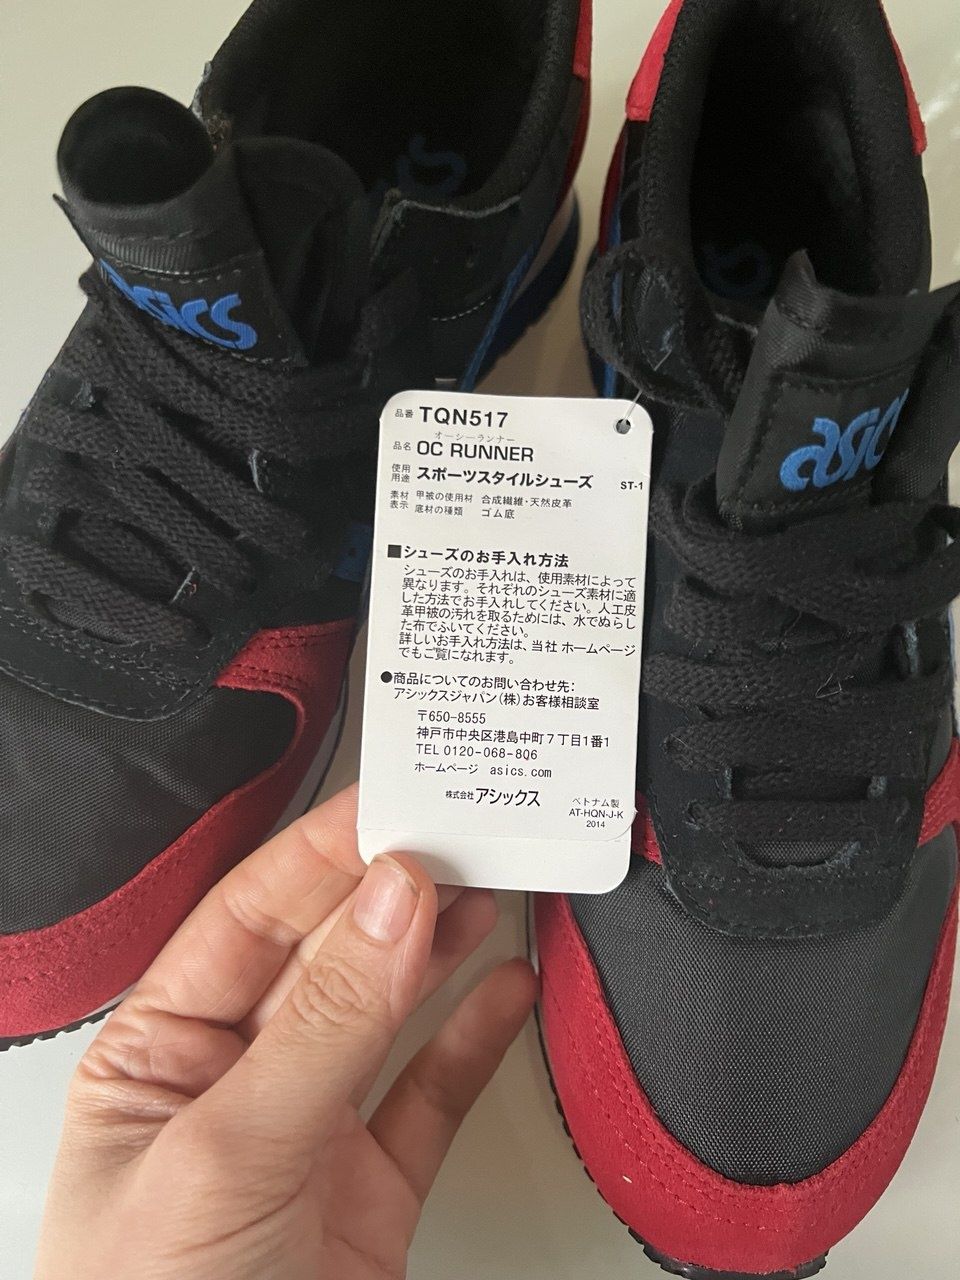 asics
asics
品番 TQN517
オーシーランナー
品名 OC RUNNER
使用用途 スポーツスタイルシューズ ST-1
素材表示 甲被の使用材 合成繊維・天然皮革
底材の種類 ゴム底
■シューズのお手入れ方法
シューズのお手入れは、使用素材によって
異なります。それぞれのシューズ素材に適
した方法でお手入れしてください。人工皮
革甲被の汚れを取るためには、水でぬらし
た布でふいてください。
詳しいお手入れ方法は、当社 ホームページ
でもご覧になれます。
●商品についてのお問い合わせ先:
アシックスジャパン(株)お客様相談室
〒650-8555
神戸市中央区港島中町7丁目1番1
TEL 0120-068-806
ホームページ asics.com
株式会社 アシックス
ベトナム製
AT-HQN-J-K
2014